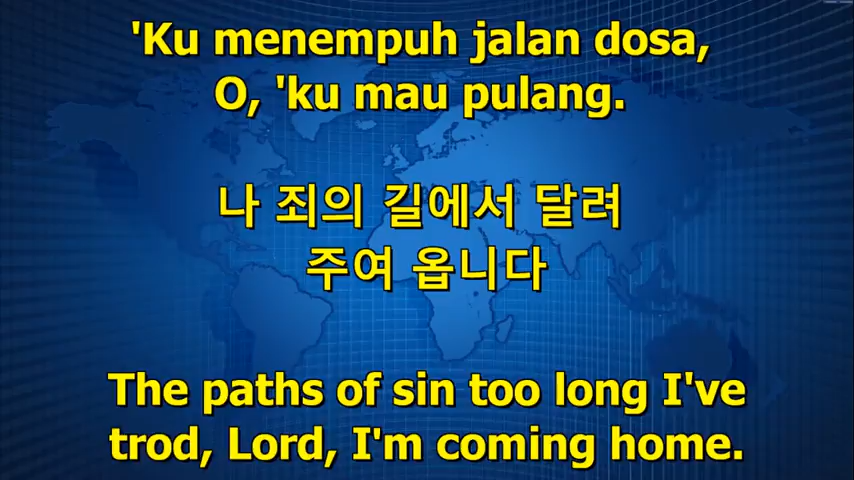 'Ku menempuh jalan dosa,
O, 'ku mau pulang.
나 죄의 길에서 달려
주여 옵니다
The paths of sin too long I've
trod, Lord, I'm coming home.